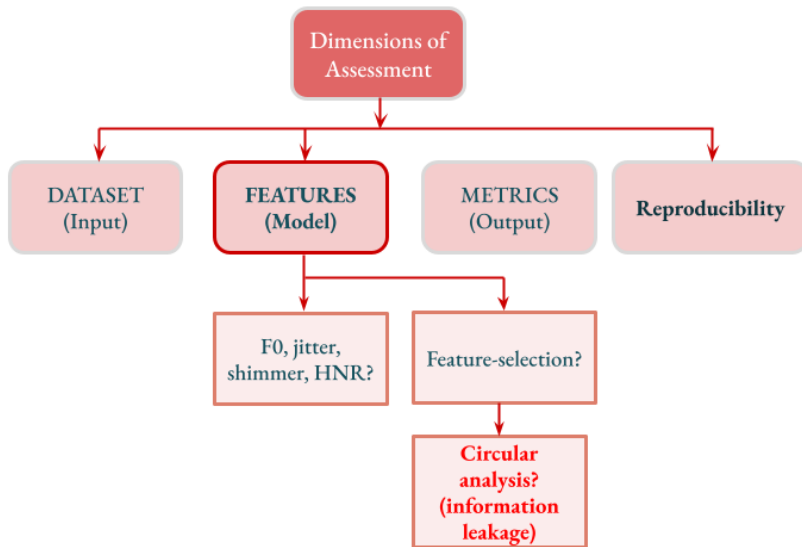 Dimensions of
Assessment
DATASET
(Input)
FEATURES
(Model)
METRICS
(Output)
Reproducibility
F0, jitter,
shimmer, HNR?
Feature-selection?
Circular
analysis?
(information
leakage)